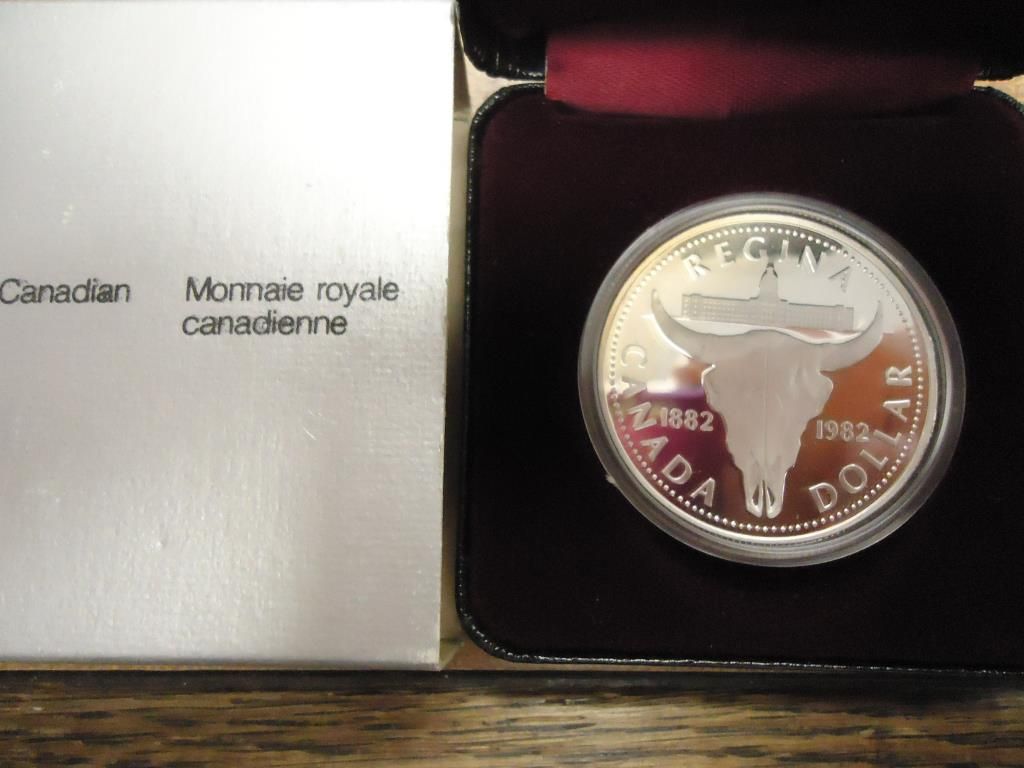 Canadian
Monnaie royale
canadienne
REGINA
CANADA
1882
1982
DOLLAR